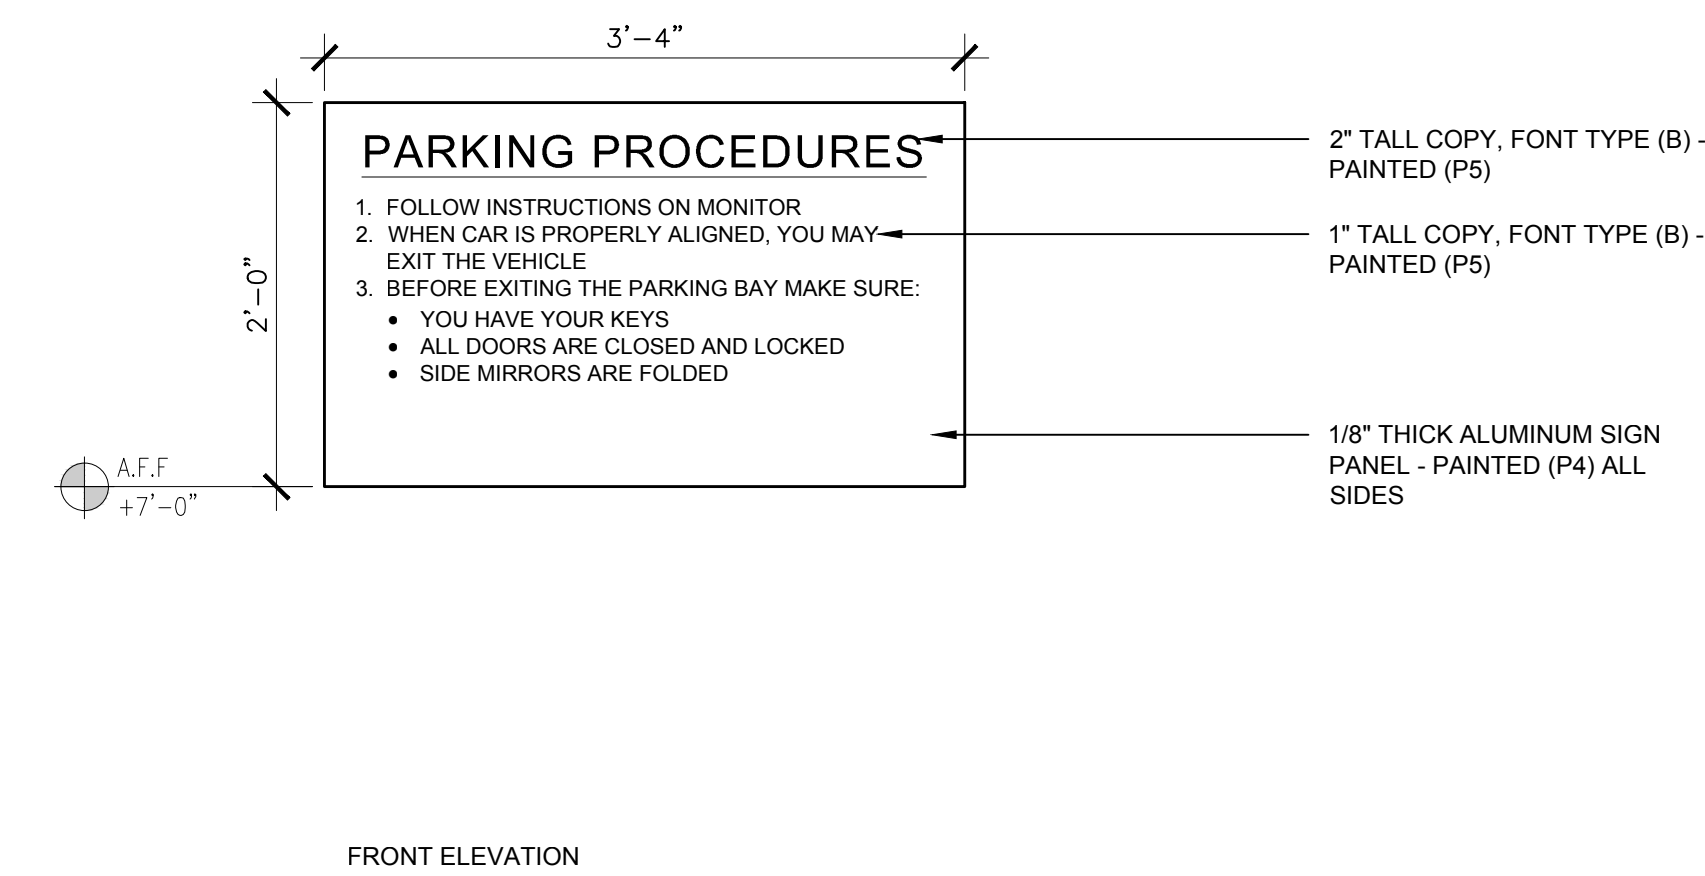 3’-4”
PARKING PROCEDURES
2" TALL COPY, FONT TYPE (B) -
PAINTED (P5)
1. FOLLOW INSTRUCTIONS ON MONITOR
2. WHEN CAR IS PROPERLY ALIGNED, YOU MAY
EXIT THE VEHICLE
1" TALL COPY, FONT TYPE (B) -
PAINTED (P5)
3. BEFORE EXITING THE PARKING BAY MAKE SURE:
• YOU HAVE YOUR KEYS
• ALL DOORS ARE CLOSED AND LOCKED
• SIDE MIRRORS ARE FOLDED
2’-0”
1/8" THICK ALUMINUM SIGN
PANEL - PAINTED (P4) ALL
SIDES
A.F.F
+7’-0”
FRONT ELEVATION